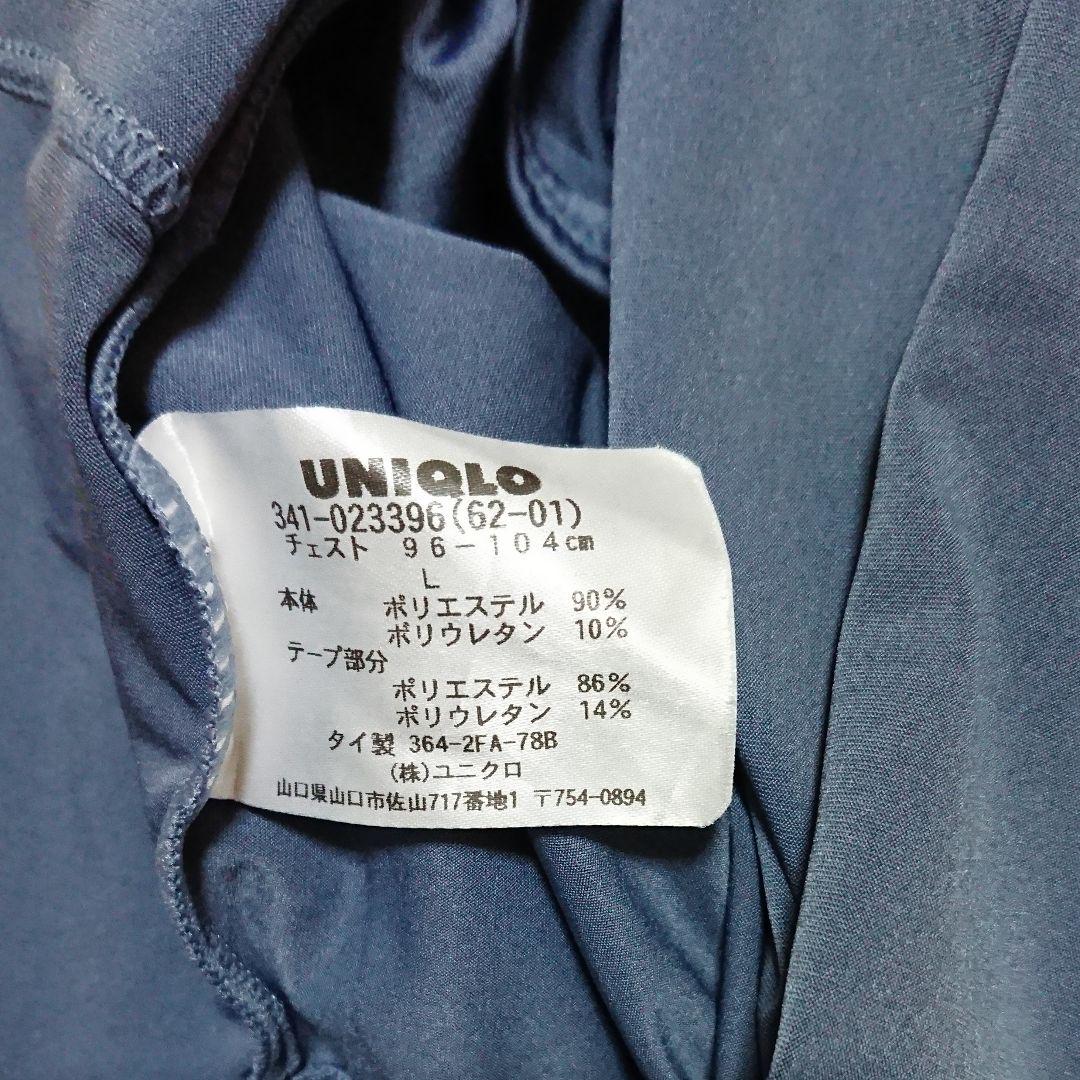 UNIQLO
341-023396(62-01)
チェスト 96-104cm
L
本体 ポリエステル 90%
ポリウレタン 10%
テープ部分
ポリエステル 86%
ポリウレタン 14%
タイ製 364-2FA-78B
(株)ユニクロ
山口県山口市佐山717番地1 〒754-0894